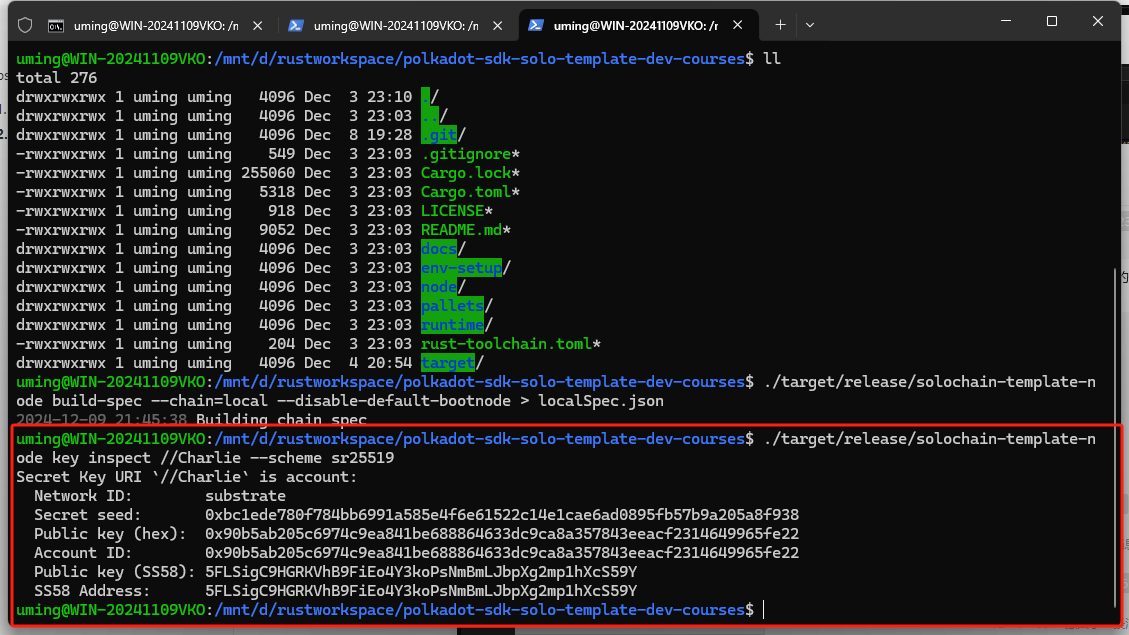 uming@WIN-20241109VKO: /n
uming@WIN-20241109VKO: /n
uming@WIN-20241109VKO: /r
uming@WIN-20241109VKO:/mnt/d/rustworkspace/polkadot-sdk-solo-template-dev-courses$ ll
total 276
drwxrwxrwx 1 uming uming   4096 Dec  3 23:10 ./
drwxrwxrwx 1 uming uming   4096 Dec  3 23:03 ../
drwxrwxrwx 1 uming uming   4096 Dec  8 19:28 .git/
-rwxrwxrwx 1 uming uming    549 Dec  3 23:03 .gitignore*
-rwxrwxrwx 1 uming uming 255060 Dec  3 23:03 Cargo.lock*
-rwxrwxrwx 1 uming uming   5318 Dec  3 23:03 Cargo.toml*
-rwxrwxrwx 1 uming uming    918 Dec  3 23:03 LICENSE*
-rwxrwxrwx 1 uming uming   9052 Dec  3 23:03 README.md*
drwxrwxrwx 1 uming uming   4096 Dec  3 23:03 docs/
drwxrwxrwx 1 uming uming   4096 Dec  3 23:03 env-setup/
drwxrwxrwx 1 uming uming   4096 Dec  3 23:03 node/
drwxrwxrwx 1 uming uming   4096 Dec  3 23:03 pallets/
drwxrwxrwx 1 uming uming   4096 Dec  3 23:03 runtime/
-rwxrwxrwx 1 uming uming    204 Dec  3 23:03 rust-toolchain.toml*
drwxrwxrwx 1 uming uming   4096 Dec  4 20:54 target/
uming@WIN-20241109VKO:/mnt/d/rustworkspace/polkadot-sdk-solo-template-dev-courses$ ./target/release/solochain-template-n
ode build-spec --chain=local --disable-default-bootnode > localSpec.json
2024-12-09 21:45:38 Building chain spec
uming@WIN-20241109VKO:/mnt/d/rustworkspace/polkadot-sdk-solo-template-dev-courses$ ./target/release/solochain-template-n
ode key inspect //Charlie --scheme sr25519
Secret Key URI `//Charlie` is account:
  Network ID:        substrate
  Secret seed:       0xbc1ede780f784bb6991a585e4f6e61522c14e1cae6ad0895fb57b9a205a8f938
  Public key (hex):  0x90b5ab205c6974c9ea841be688864633dc9ca8a357843eeacf2314649965fe22
  Account ID:        0x90b5ab205c6974c9ea841be688864633dc9ca8a357843eeacf2314649965fe22
  Public key (SS58): 5FLSigC9HGRKVhB9FiEo4Y3koPsNmBmLJbpXg2mp1hXcS59Y
  SS58 Address:      5FLSigC9HGRKVhB9FiEo4Y3koPsNmBmLJbpXg2mp1hXcS59Y
uming@WIN-20241109VKO:/mnt/d/rustworkspace/polkadot-sdk-solo-template-dev-courses$